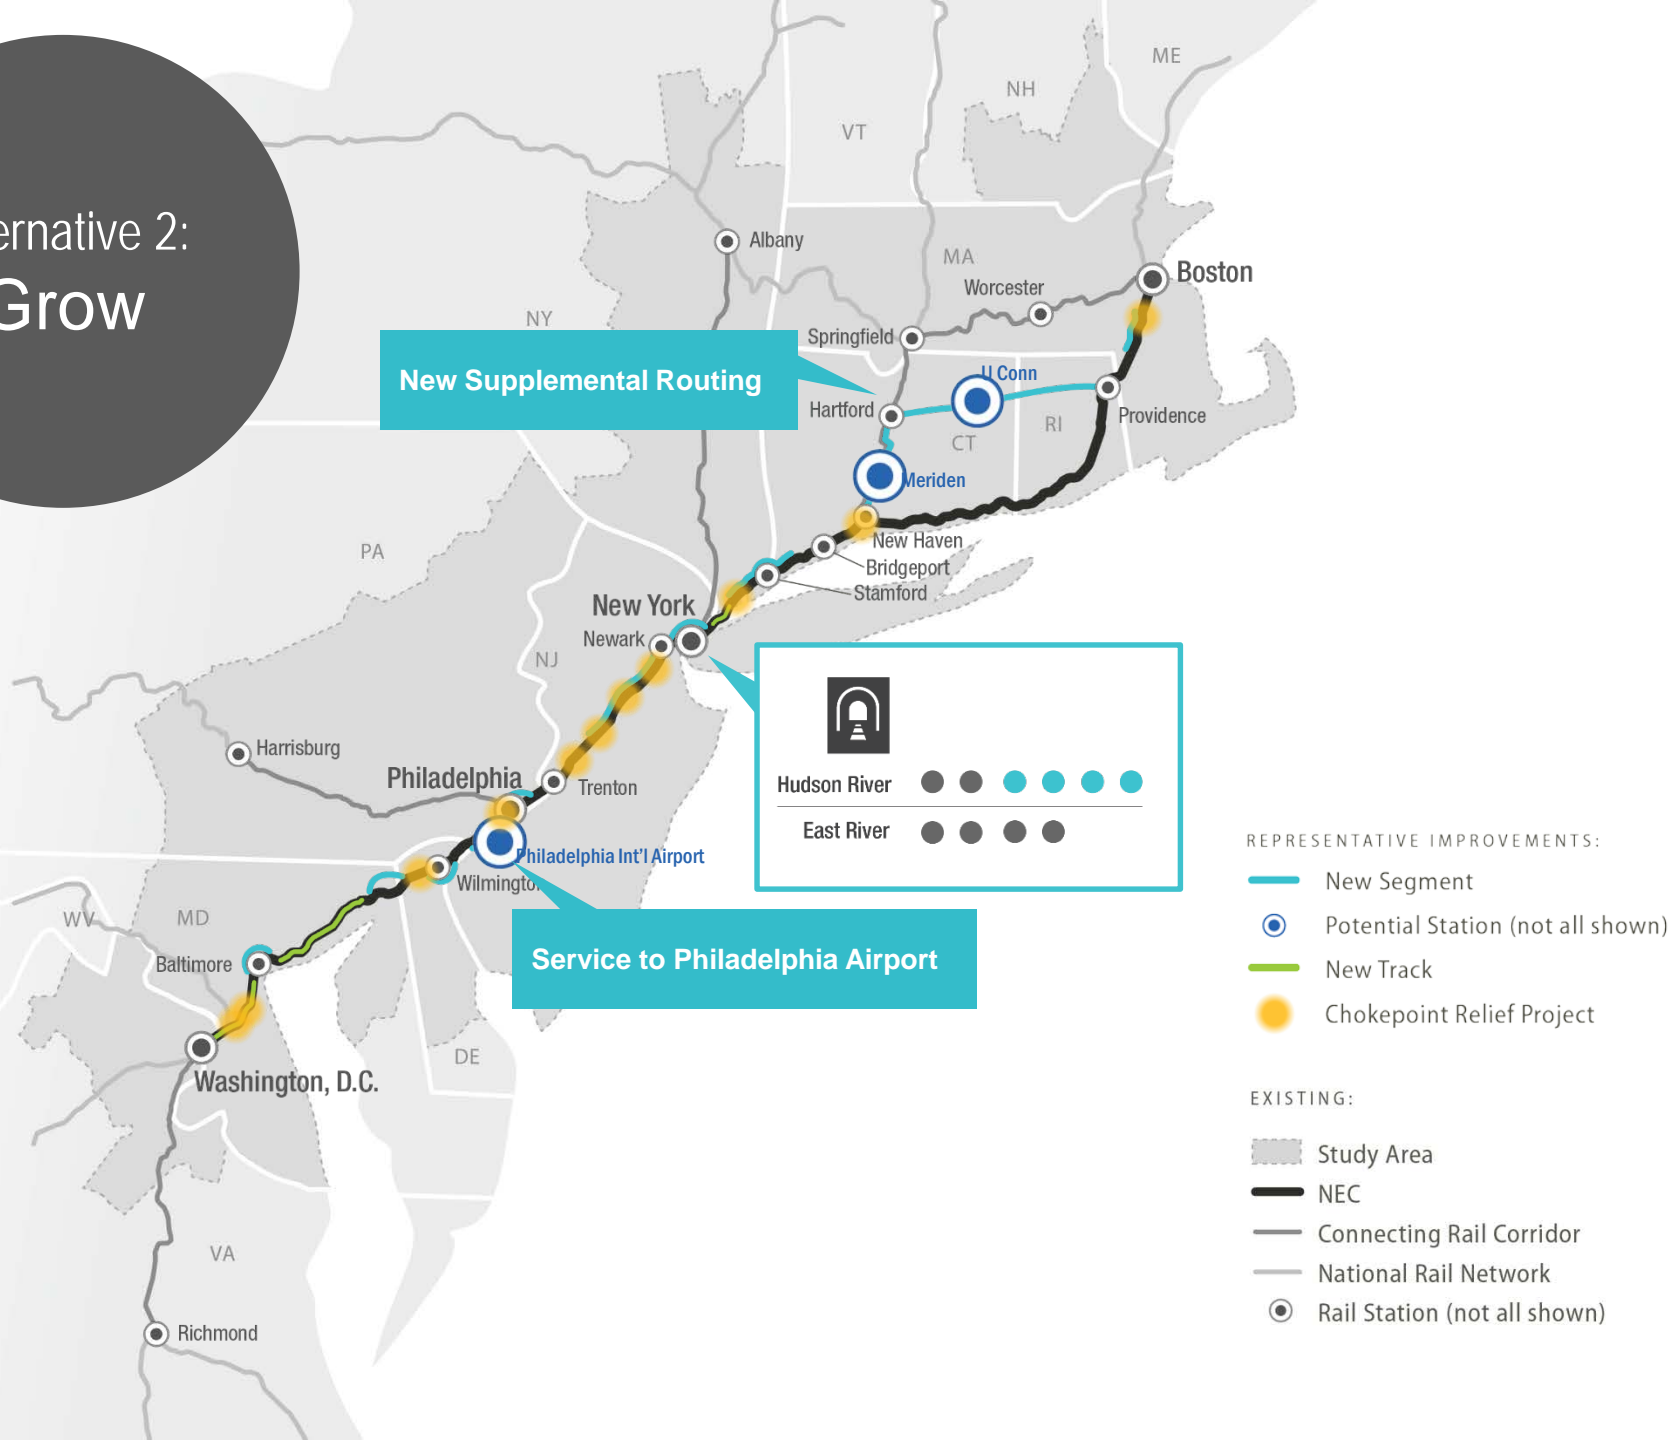 ernative 2:
Grow
ME
NH
VT
Albany
MA
Boston
Worcester
NY
Springfield
New Supplemental Routing
U Conn
Hartford
Providence
RI
CT
Meriden
PA
New Haven
Bridgeport
Stamford
New York
Newark
NJ
Harrisburg
Philadelphia
Trenton
Hudson River
East River
Philadelphia Int'l Airport
Wilmington
WV
MD
Service to Philadelphia Airport
Baltimore
DE
Washington, D.C.
VA
Richmond
REPRESENTATIVE IMPROVEMENTS:
New Segment
Potential Station (not all shown)
New Track
Chokepoint Relief Project
EXISTING:
Study Area
NEC
Connecting Rail Corridor
National Rail Network
Rail Station (not all shown)